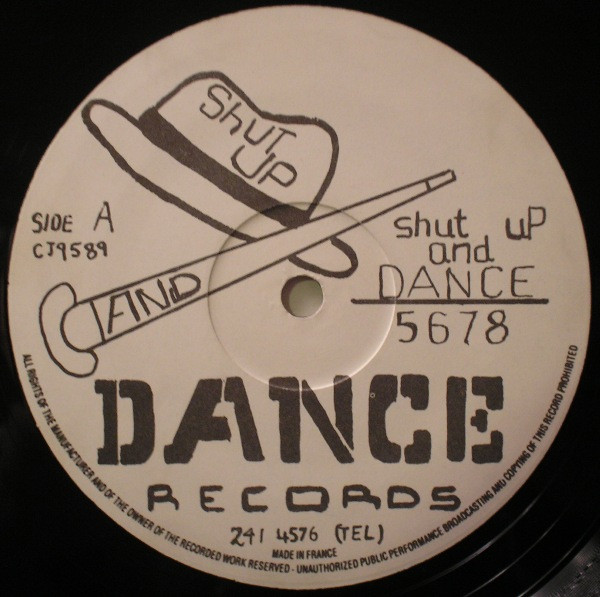 Shut
UP
AND
DANCE
RECORDS
SIDE A
CJ9589
shut up
and
DANCE
5678
241 4576 (TEL)
MADE IN FRANCE
ALL RIGHTS OF THE MANUFACTURER AND OF THE OWNER OF THE RECORDED WORK RESERVED - UNAUTHORIZED PUBLIC PERFORMANCE BROADCASTING AND COPYING OF THIS RECORD PROHIBITED